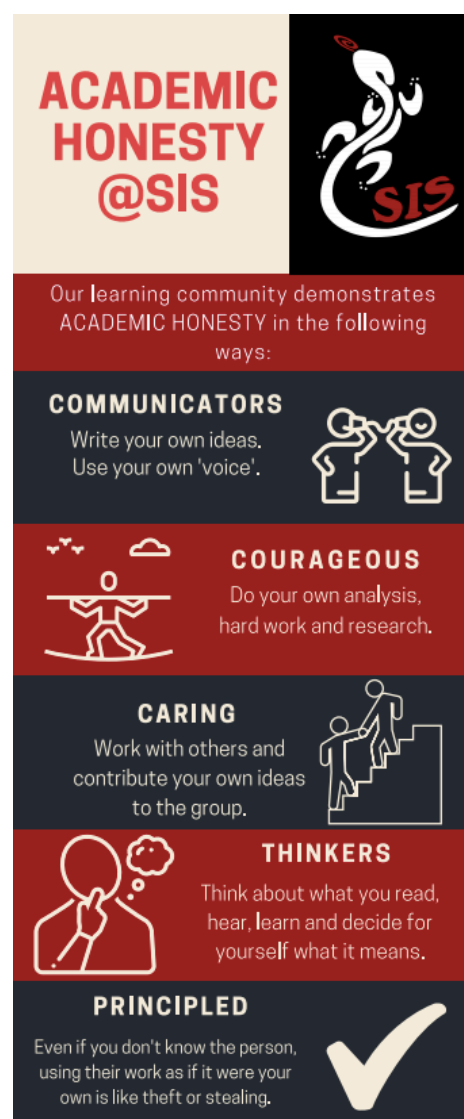 ACADEMIC
HONESTY
@SIS
SIS
Our learning community demonstrates
ACADEMIC HONESTY in the following
ways:
COMMUNICATORS
Write your own ideas.
Use your own 'voice'.
COURAGEOUS
Do your own analysis,
hard work and research.
CARING
Work with others and
contribute your own ideas
to the group.
THINKERS
Think about what you read,
hear, learn and decide for
yourself what it means.
PRINCIPLED
Even if you don't know the person,
using their work as if it were your
own is like theft or stealing.